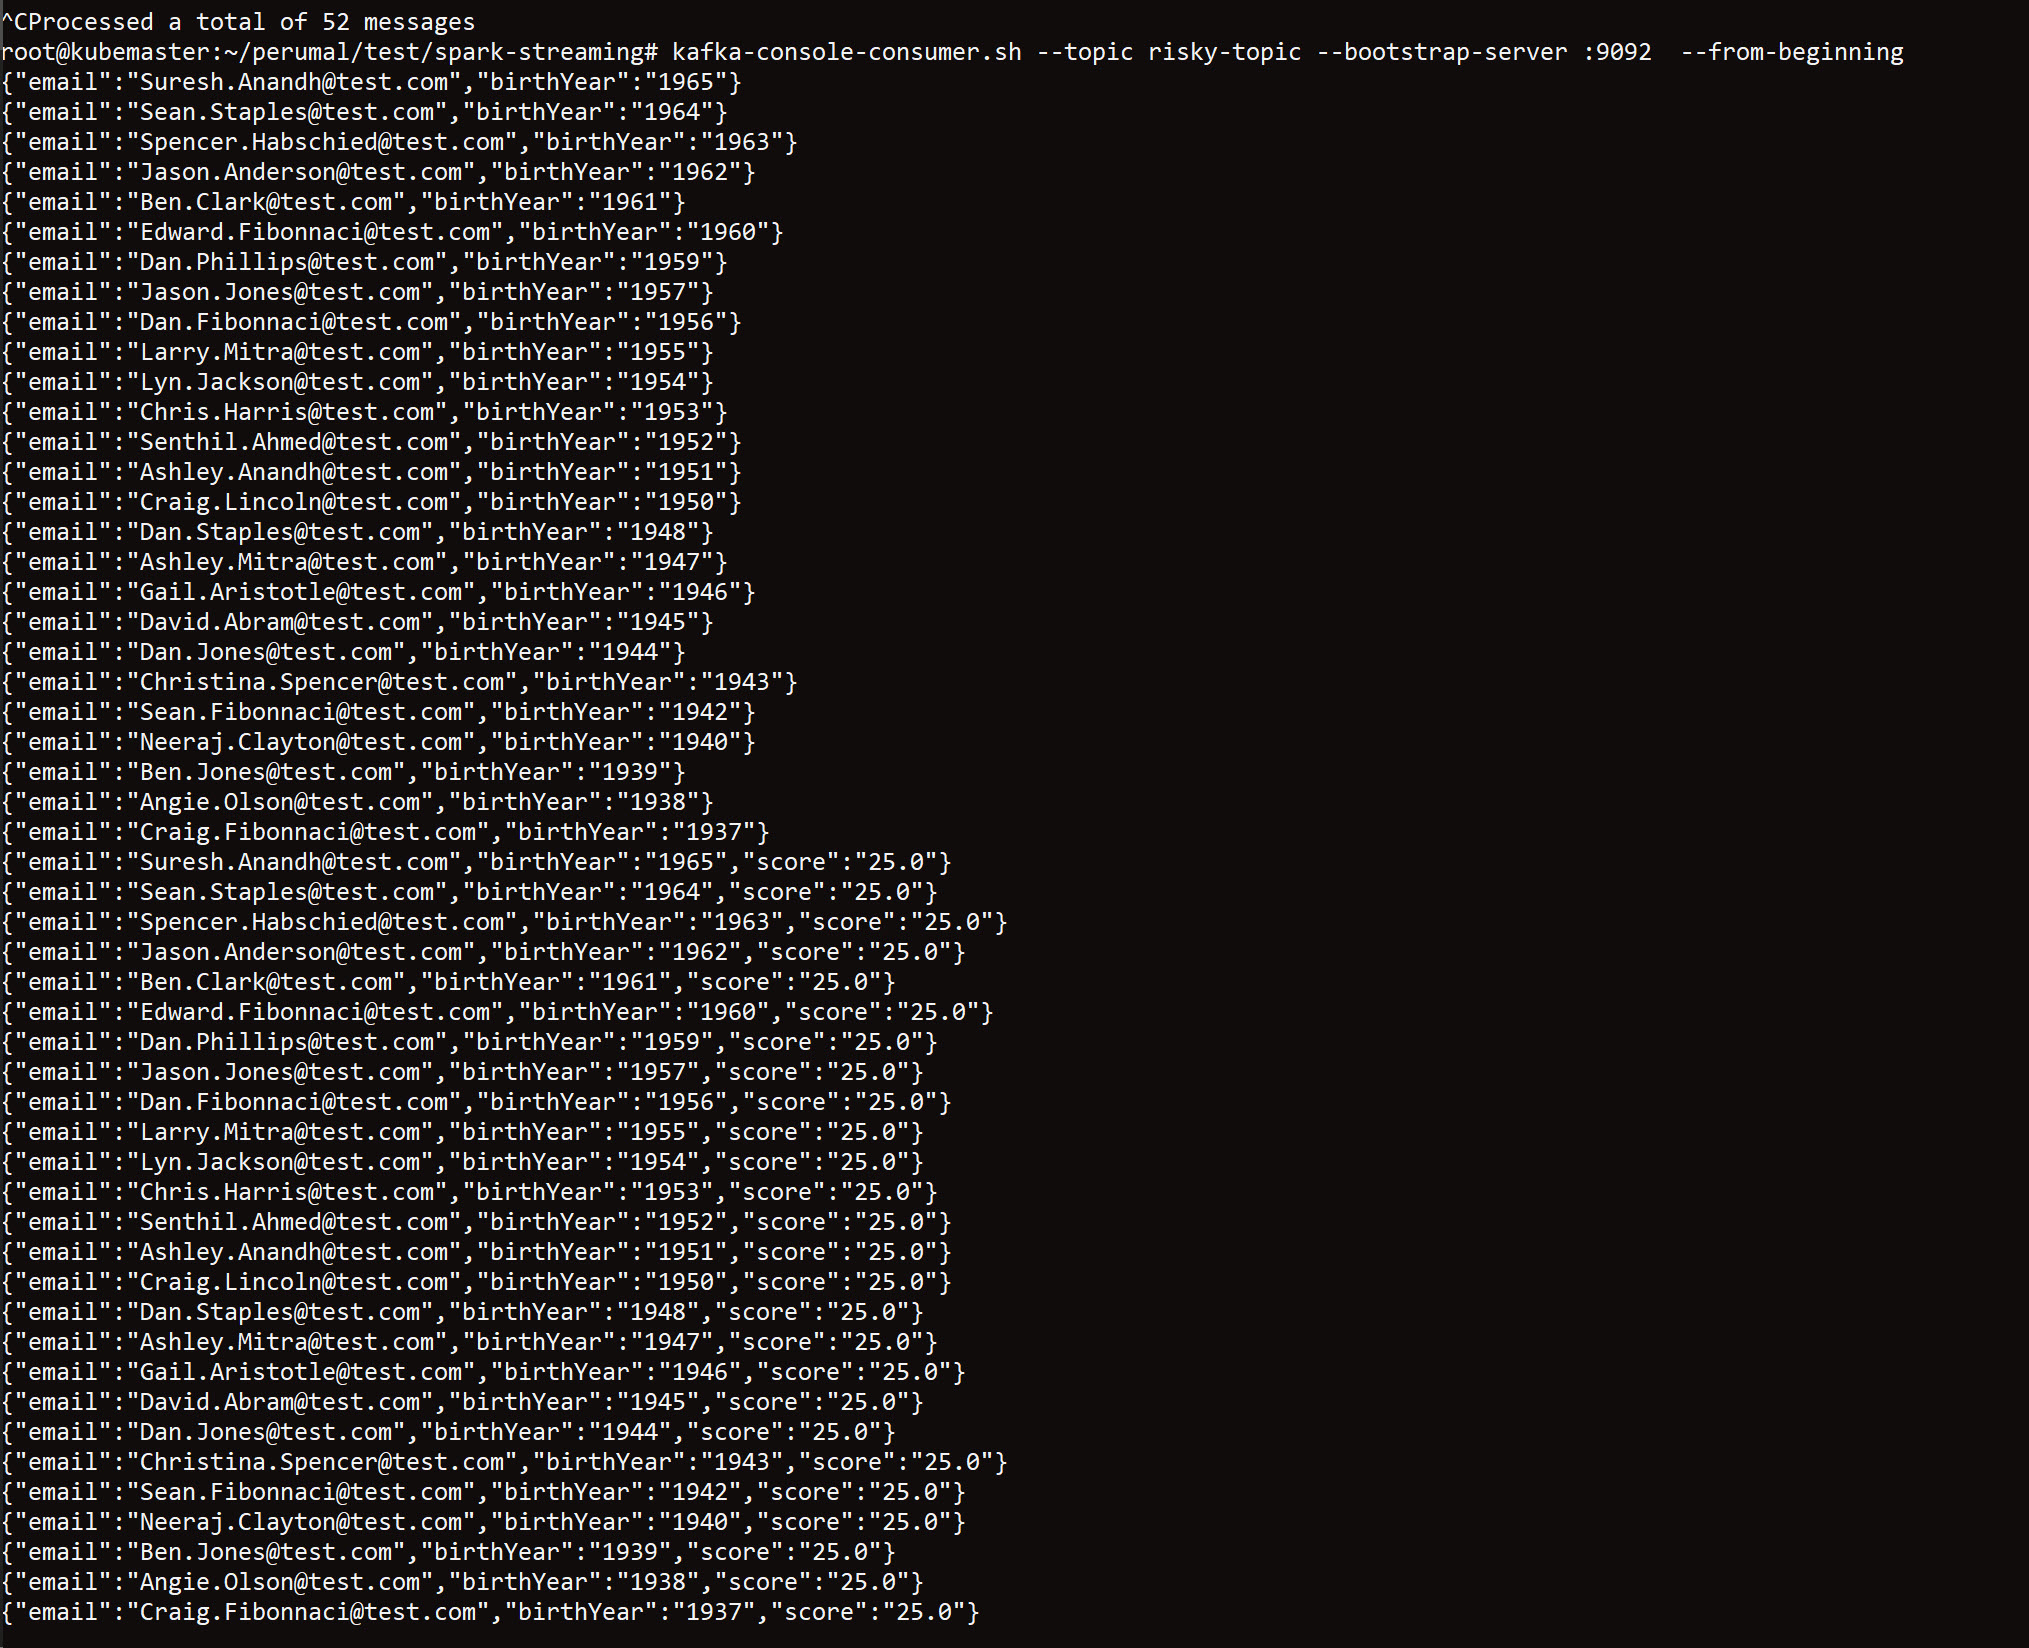 ^CProcessed a total of 52 messages
root@kubemaster:~/perumal/test/spark-streaming# kafka-console-consumer.sh --topic risky-topic --bootstrap-server :9092  --from-beginning
{"email":"Suresh.Anandh@test.com","birthYear":"1965"}
{"email":"Sean.Staples@test.com","birthYear":"1964"}
{"email":"Spencer.Habschied@test.com","birthYear":"1963"}
{"email":"Jason.Anderson@test.com","birthYear":"1962"}
{"email":"Ben.Clark@test.com","birthYear":"1961"}
{"email":"Edward.Fibonnaci@test.com","birthYear":"1960"}
{"email":"Dan.Phillips@test.com","birthYear":"1959"}
{"email":"Jason.Jones@test.com","birthYear":"1957"}
{"email":"Dan.Fibonnaci@test.com","birthYear":"1956"}
{"email":"Larry.Mitra@test.com","birthYear":"1955"}
{"email":"Lyn.Jackson@test.com","birthYear":"1954"}
{"email":"Chris.Harris@test.com","birthYear":"1953"}
{"email":"Senthil.Ahmed@test.com","birthYear":"1952"}
{"email":"Ashley.Anandh@test.com","birthYear":"1951"}
{"email":"Craig.Lincoln@test.com","birthYear":"1950"}
{"email":"Dan.Staples@test.com","birthYear":"1948"}
{"email":"Ashley.Mitra@test.com","birthYear":"1947"}
{"email":"Gail.Aristotle@test.com","birthYear":"1946"}
{"email":"David.Abram@test.com","birthYear":"1945"}
{"email":"Dan.Jones@test.com","birthYear":"1944"}
{"email":"Christina.Spencer@test.com","birthYear":"1943"}
{"email":"Sean.Fibonnaci@test.com","birthYear":"1942"}
{"email":"Neeraj.Clayton@test.com","birthYear":"1940"}
{"email":"Ben.Jones@test.com","birthYear":"1939"}
{"email":"Angie.Olson@test.com","birthYear":"1938"}
{"email":"Craig.Fibonnaci@test.com","birthYear":"1937"}
{"email":"Suresh.Anandh@test.com","birthYear":"1965","score":"25.0"}
{"email":"Sean.Staples@test.com","birthYear":"1964","score":"25.0"}
{"email":"Spencer.Habschied@test.com","birthYear":"1963","score":"25.0"}
{"email":"Jason.Anderson@test.com","birthYear":"1962","score":"25.0"}
{"email":"Ben.Clark@test.com","birthYear":"1961","score":"25.0"}
{"email":"Edward.Fibonnaci@test.com","birthYear":"1960","score":"25.0"}
{"email":"Dan.Phillips@test.com","birthYear":"1959","score":"25.0"}
{"email":"Jason.Jones@test.com","birthYear":"1957","score":"25.0"}
{"email":"Dan.Fibonnaci@test.com","birthYear":"1956","score":"25.0"}
{"email":"Larry.Mitra@test.com","birthYear":"1955","score":"25.0"}
{"email":"Lyn.Jackson@test.com","birthYear":"1954","score":"25.0"}
{"email":"Chris.Harris@test.com","birthYear":"1953","score":"25.0"}
{"email":"Senthil.Ahmed@test.com","birthYear":"1952","score":"25.0"}
{"email":"Ashley.Anandh@test.com","birthYear":"1951","score":"25.0"}
{"email":"Craig.Lincoln@test.com","birthYear":"1950","score":"25.0"}
{"email":"Dan.Staples@test.com","birthYear":"1948","score":"25.0"}
{"email":"Ashley.Mitra@test.com","birthYear":"1947","score":"25.0"}
{"email":"Gail.Aristotle@test.com","birthYear":"1946","score":"25.0"}
{"email":"David.Abram@test.com","birthYear":"1945","score":"25.0"}
{"email":"Dan.Jones@test.com","birthYear":"1944","score":"25.0"}
{"email":"Christina.Spencer@test.com","birthYear":"1943","score":"25.0"}
{"email":"Sean.Fibonnaci@test.com","birthYear":"1942","score":"25.0"}
{"email":"Neeraj.Clayton@test.com","birthYear":"1940","score":"25.0"}
{"email":"Ben.Jones@test.com","birthYear":"1939","score":"25.0"}
{"email":"Angie.Olson@test.com","birthYear":"1938","score":"25.0"}
{"email":"Craig.Fibonnaci@test.com","birthYear":"1937","score":"25.0"}